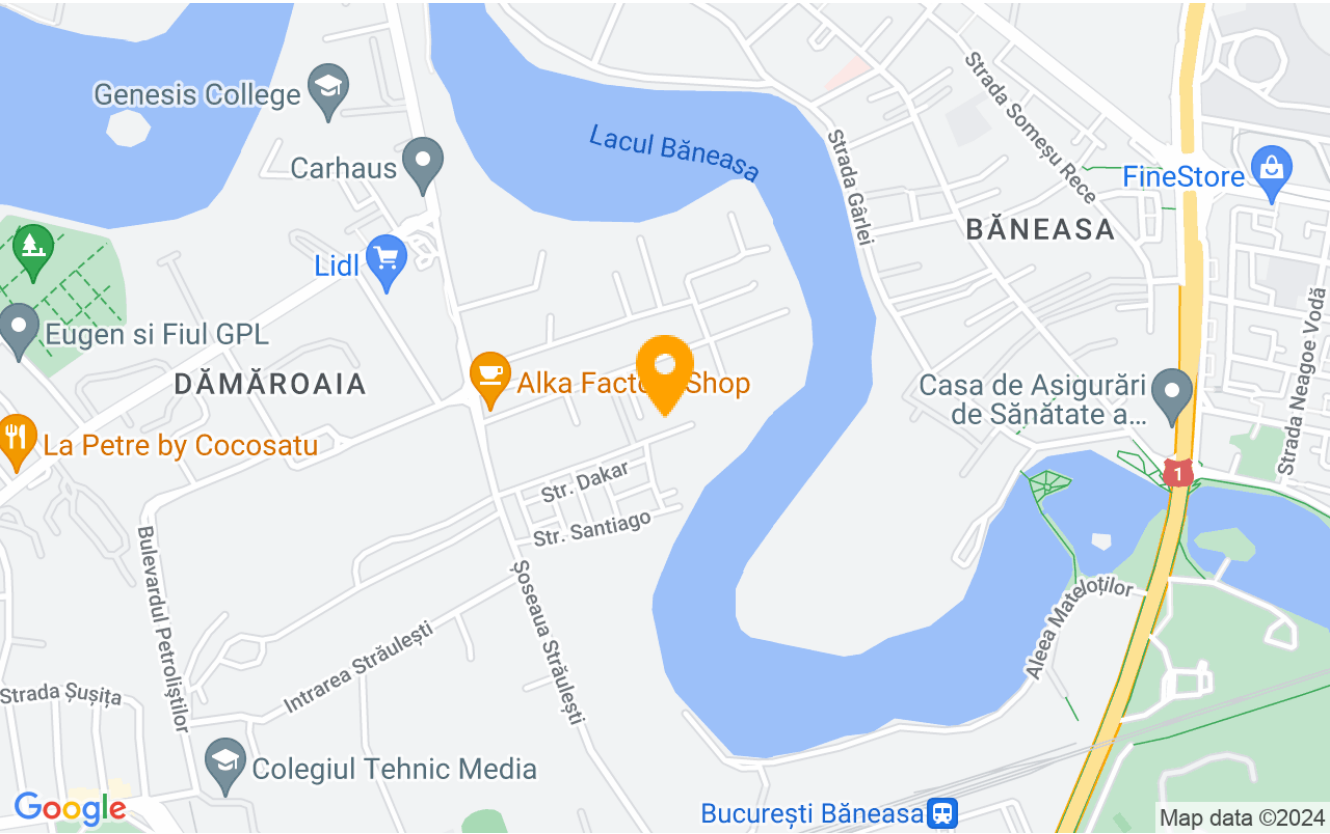 Genesis College
Lacul Băneasa
Strada Someșu Rece
Carhaus
Strada Gârlei
FineStore
BĂNEASA
Lidl
Eugen si Fiul GPL
DĂMĂROAIA
Alka Fact Shop
Casa de Asigurări
de Sănătate a...
Strada Neagoe Vodă
La Petre by Cocosatu
1
Str. Dakar
Str. Santiago
Bulevardul Petroliștilor
Șoseaua Străulești
Aleea Mateloților
Intrarea Străulești
Strada Șușița
Colegiul Tehnic Media
București Băneasa
Google
Map data ©2024